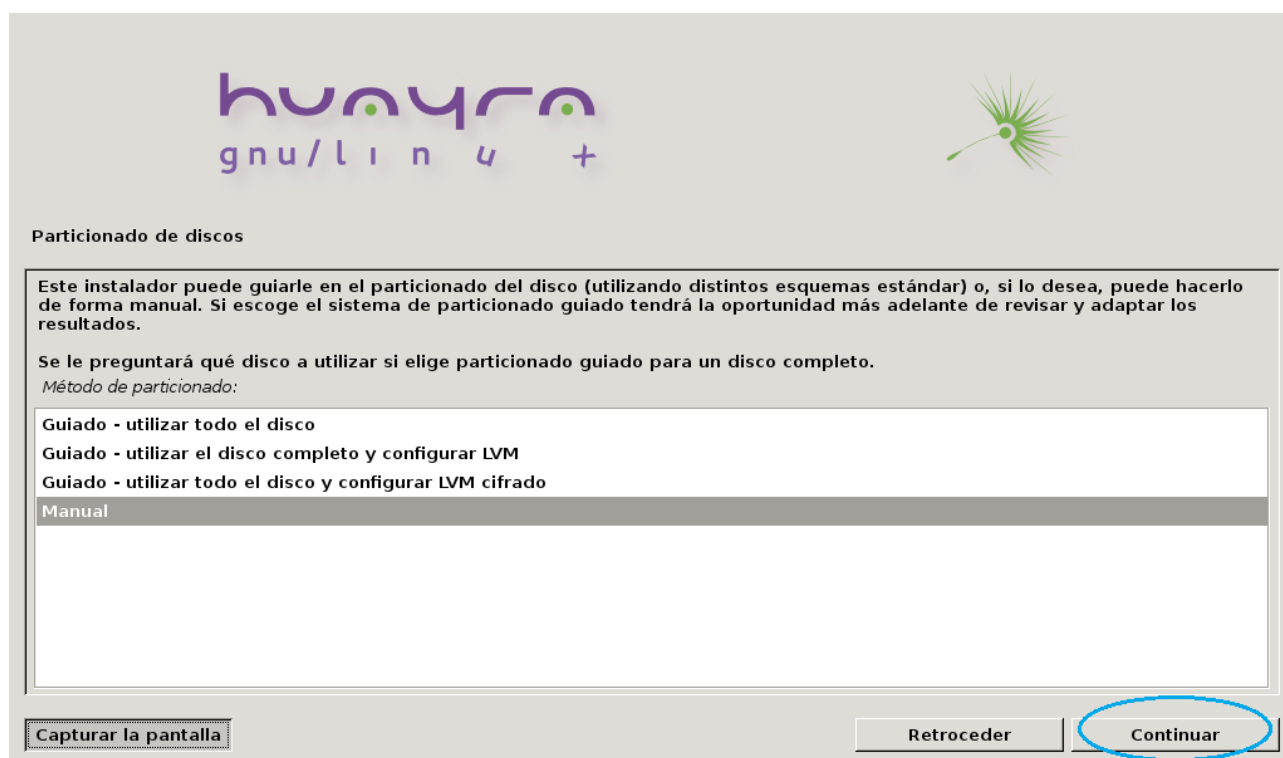 huayra
gnu/linux
Particionado de discos
Este instalador puede guiarle en el particionado del disco (utilizando distintos esquemas estándar) o, si lo desea, puede hacerlo
de forma manual. Si escoge el sistema de particionado guiado tendrá la oportunidad más adelante de revisar y adaptar los
resultados.
Se le preguntará qué disco a utilizar si elige particionado guiado para un disco completo.
Método de particionado:
Guiado - utilizar todo el disco
Guiado - utilizar el disco completo y configurar LVM
Guiado - utilizar todo el disco y configurar LVM cifrado
Manual
Capturar la pantalla
Retroceder
Continuar